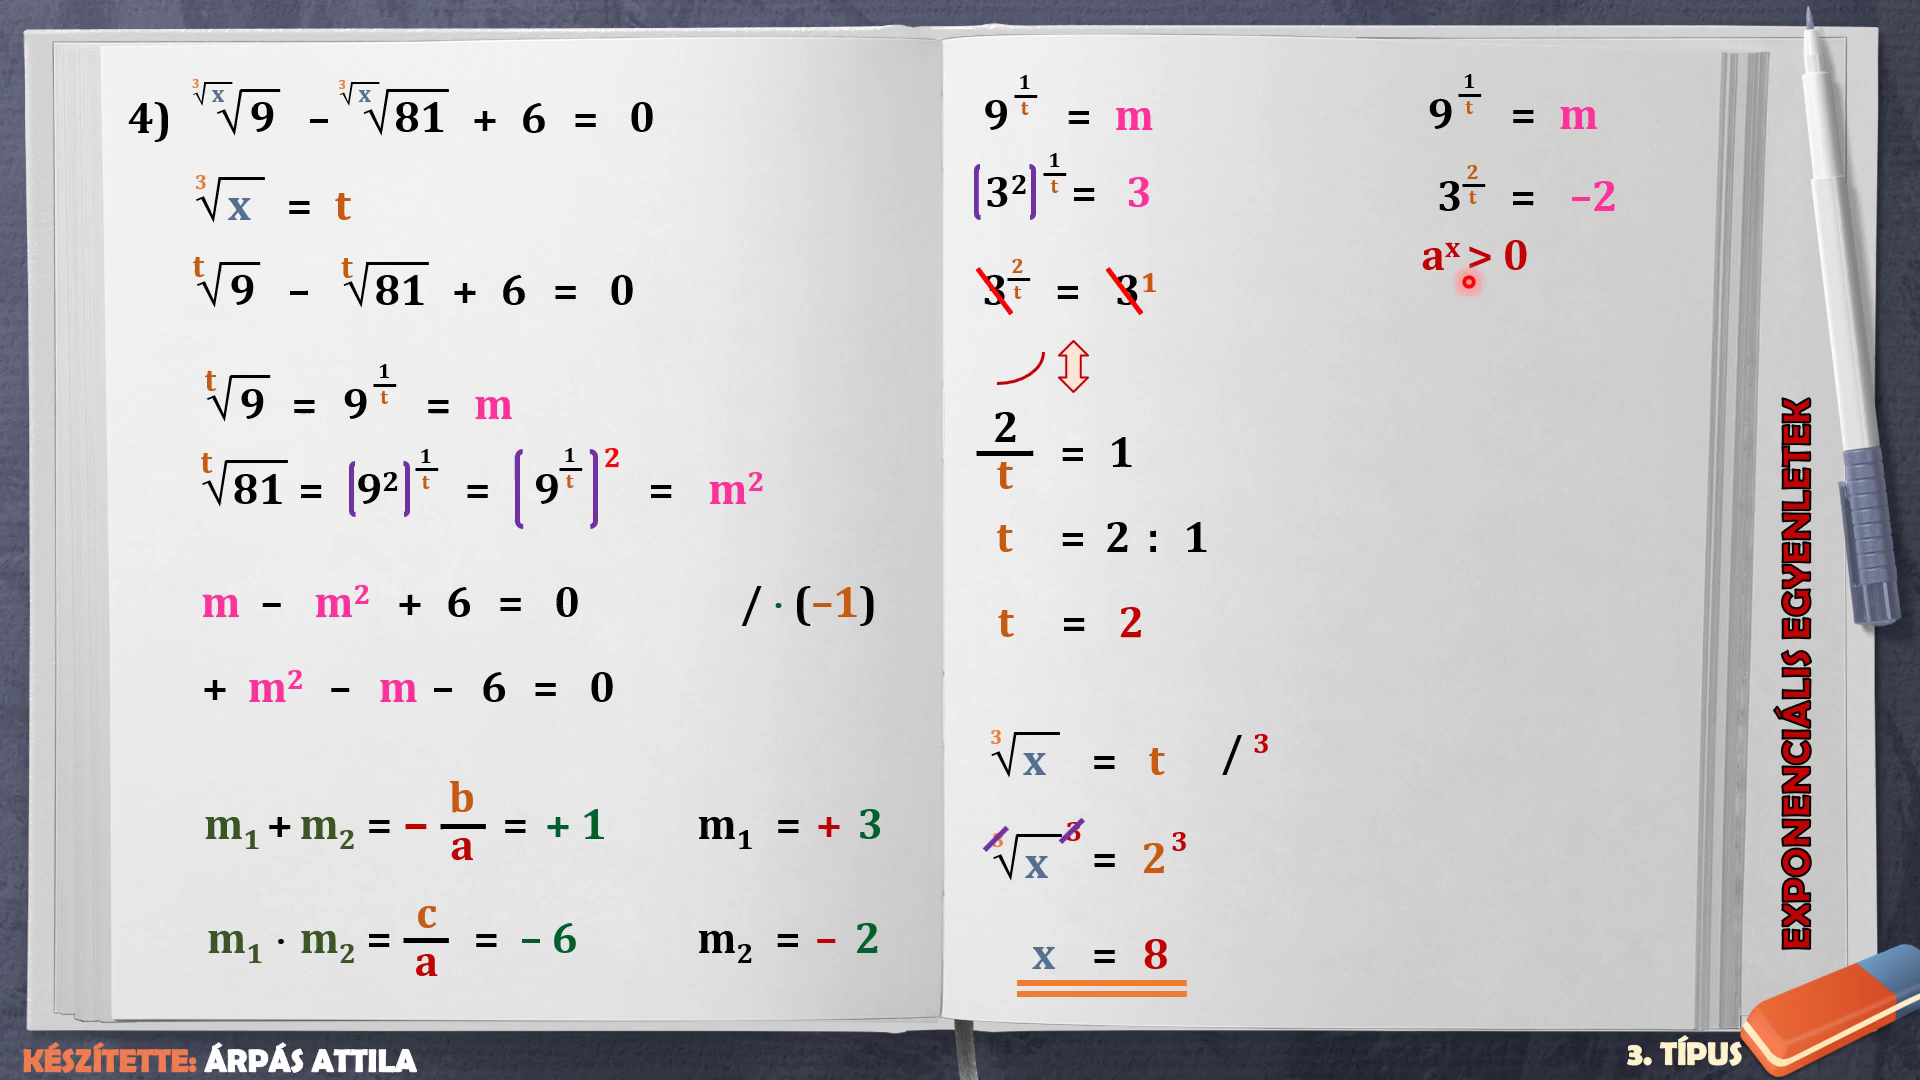 4) ∛x√9 − ∛x√81 + 6 = 0
³√x = t
ᵗ√9 − ᵗ√81 + 6 = 0
ᵗ√9 = 9^(1/t) = m
ᵗ√81 = [9²]^(1/t) = [9^(1/t)]² = m²
m − m² + 6 = 0 / · (−1)
+ m² − m − 6 = 0
m₁ + m₂ = − b/a = + 1 m₁ = + 3
m₁ · m₂ = c/a = − 6 m₂ = − 2
9^(1/t) = m
[3²]^(1/t) = 3
3^(2/t) = 3¹
2/t = 1
t = 2 : 1
t = 2
³√x = t / ³
³√x³ = 2³
x = 8
9^(1/t) = m
3^(2/t) = −2
aˣ > 0
EXPONENCIÁLIS EGYENLETEK
KÉSZÍTETTE: ÁRPÁS ATTILA
3. TÍPUS